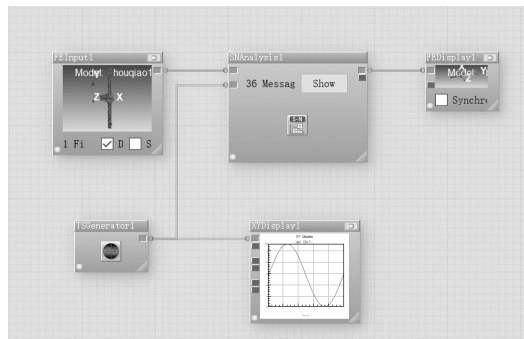 FEInput1
Model: houqiao1
Y
Z X
1 Fi D S
SNAnalysis1
36 Messag Show
S-N
FEDisplay1
Model Y
Z
Synchr
TSGenerator1
XYDisplay1
XY Display